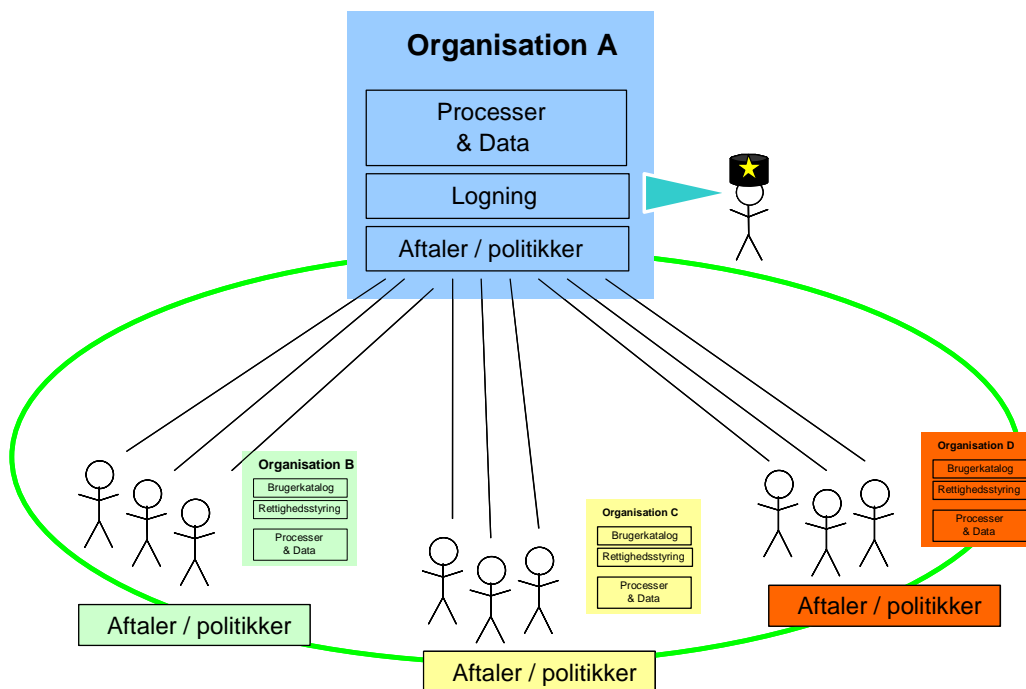 Organisation A
Processer
& Data
Logning
Aftaler / politikker
Organisation B
Brugerkatalog
Rettighedsstyring
Processer
& Data
Aftaler / politikker
Organisation C
Brugerkatalog
Rettighedsstyring
Processer
& Data
Aftaler / politikker
Organisation D
Brugerkatalog
Rettighedsstyring
Processer
& Data
Aftaler / politikker